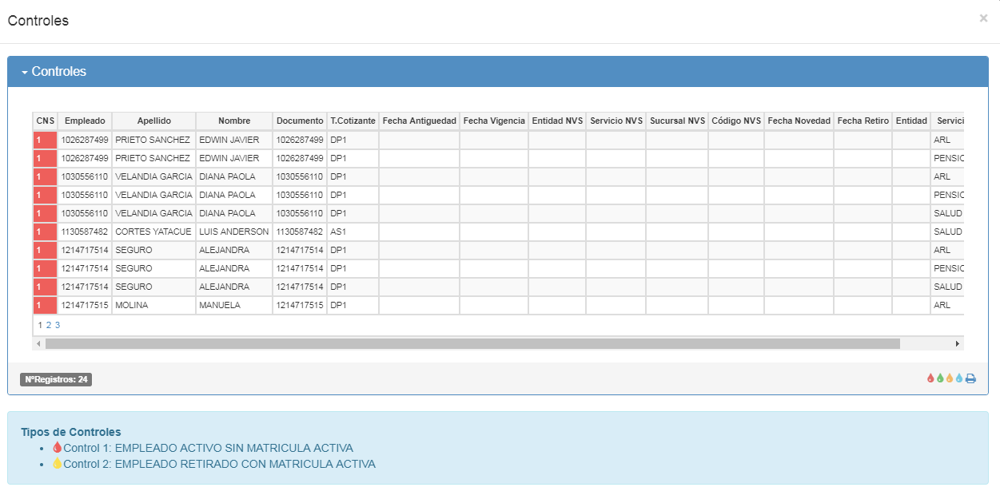 Controles
×
Controles
CNS Empleado Apellido Nombre Documento T.Cotizante Fecha Antiguedad Fecha Vigencia Entidad NVS Servicio NVS Sucursal NVS Código NVS Fecha Novedad Fecha Retiro Entidad Servici
1 1026287499 PRIETO SANCHEZ EDWIN JAVIER 1026287499 DP1 ARL
1 1026287499 PRIETO SANCHEZ EDWIN JAVIER 1026287499 DP1 PENSIO
1 1030556110 VELANDIA GARCIA DIANA PAOLA 1030556110 DP1 ARL
1 1030556110 VELANDIA GARCIA DIANA PAOLA 1030556110 DP1 PENSIO
1 1030556110 VELANDIA GARCIA DIANA PAOLA 1030556110 DP1 SALUD
1 1130587482 CORTES YATACUE LUIS ANDERSON 1130587482 AS1 SALUD
1 1214717514 SEGURO ALEJANDRA 1214717514 DP1 ARL
1 1214717514 SEGURO ALEJANDRA 1214717514 DP1 PENSIO
1 1214717514 SEGURO ALEJANDRA 1214717514 DP1 SALUD
1 1214717515 MOLINA MANUELA 1214717515 DP1 ARL
1 2 3
NºRegistros: 24
Tipos de Controles
Control 1: EMPLEADO ACTIVO SIN MATRICULA ACTIVA
Control 2: EMPLEADO RETIRADO CON MATRICULA ACTIVA